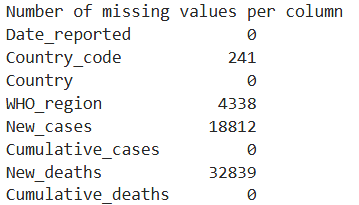 Number of missing values per column
Date_reported 0
Country_code 241
Country 0
WHO_region 4338
New_cases 18812
Cumulative_cases 0
New_deaths 32839
Cumulative_deaths 0